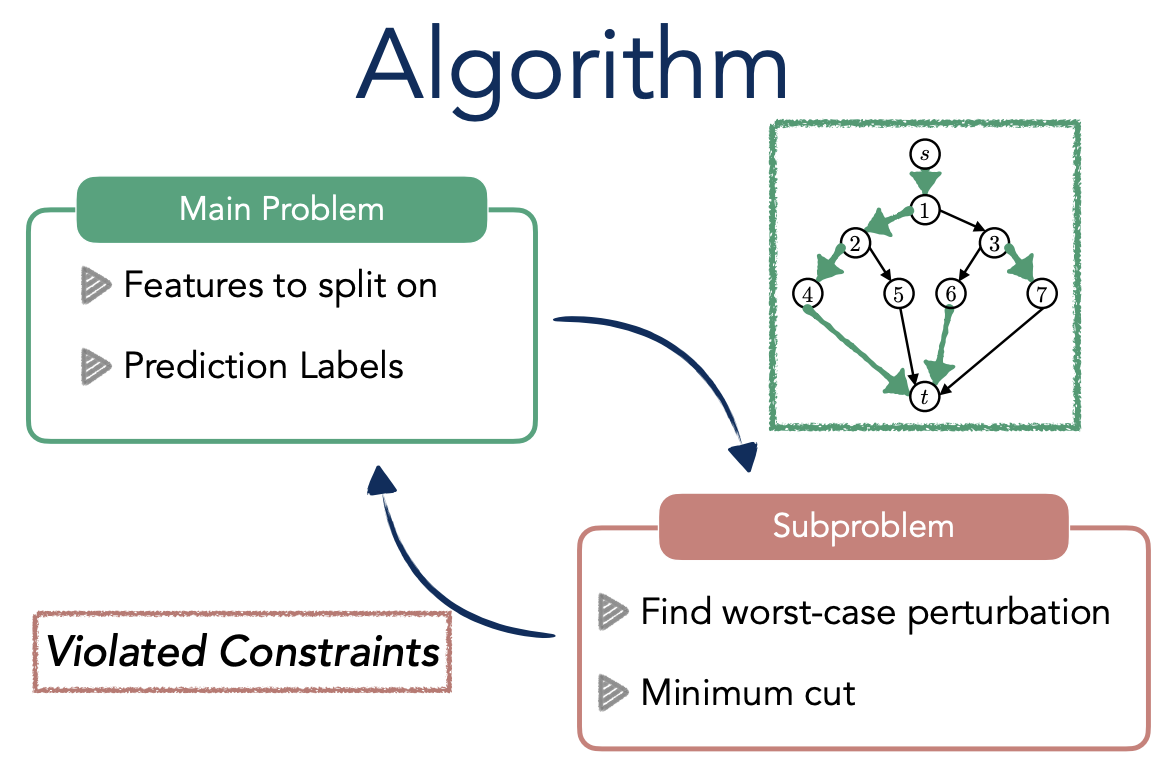 Algorithm
Main Problem
Features to split on
Prediction Labels
s
1
2 3
4 5 6 7
t
Subproblem
Find worst-case perturbation
Minimum cut
Violated Constraints